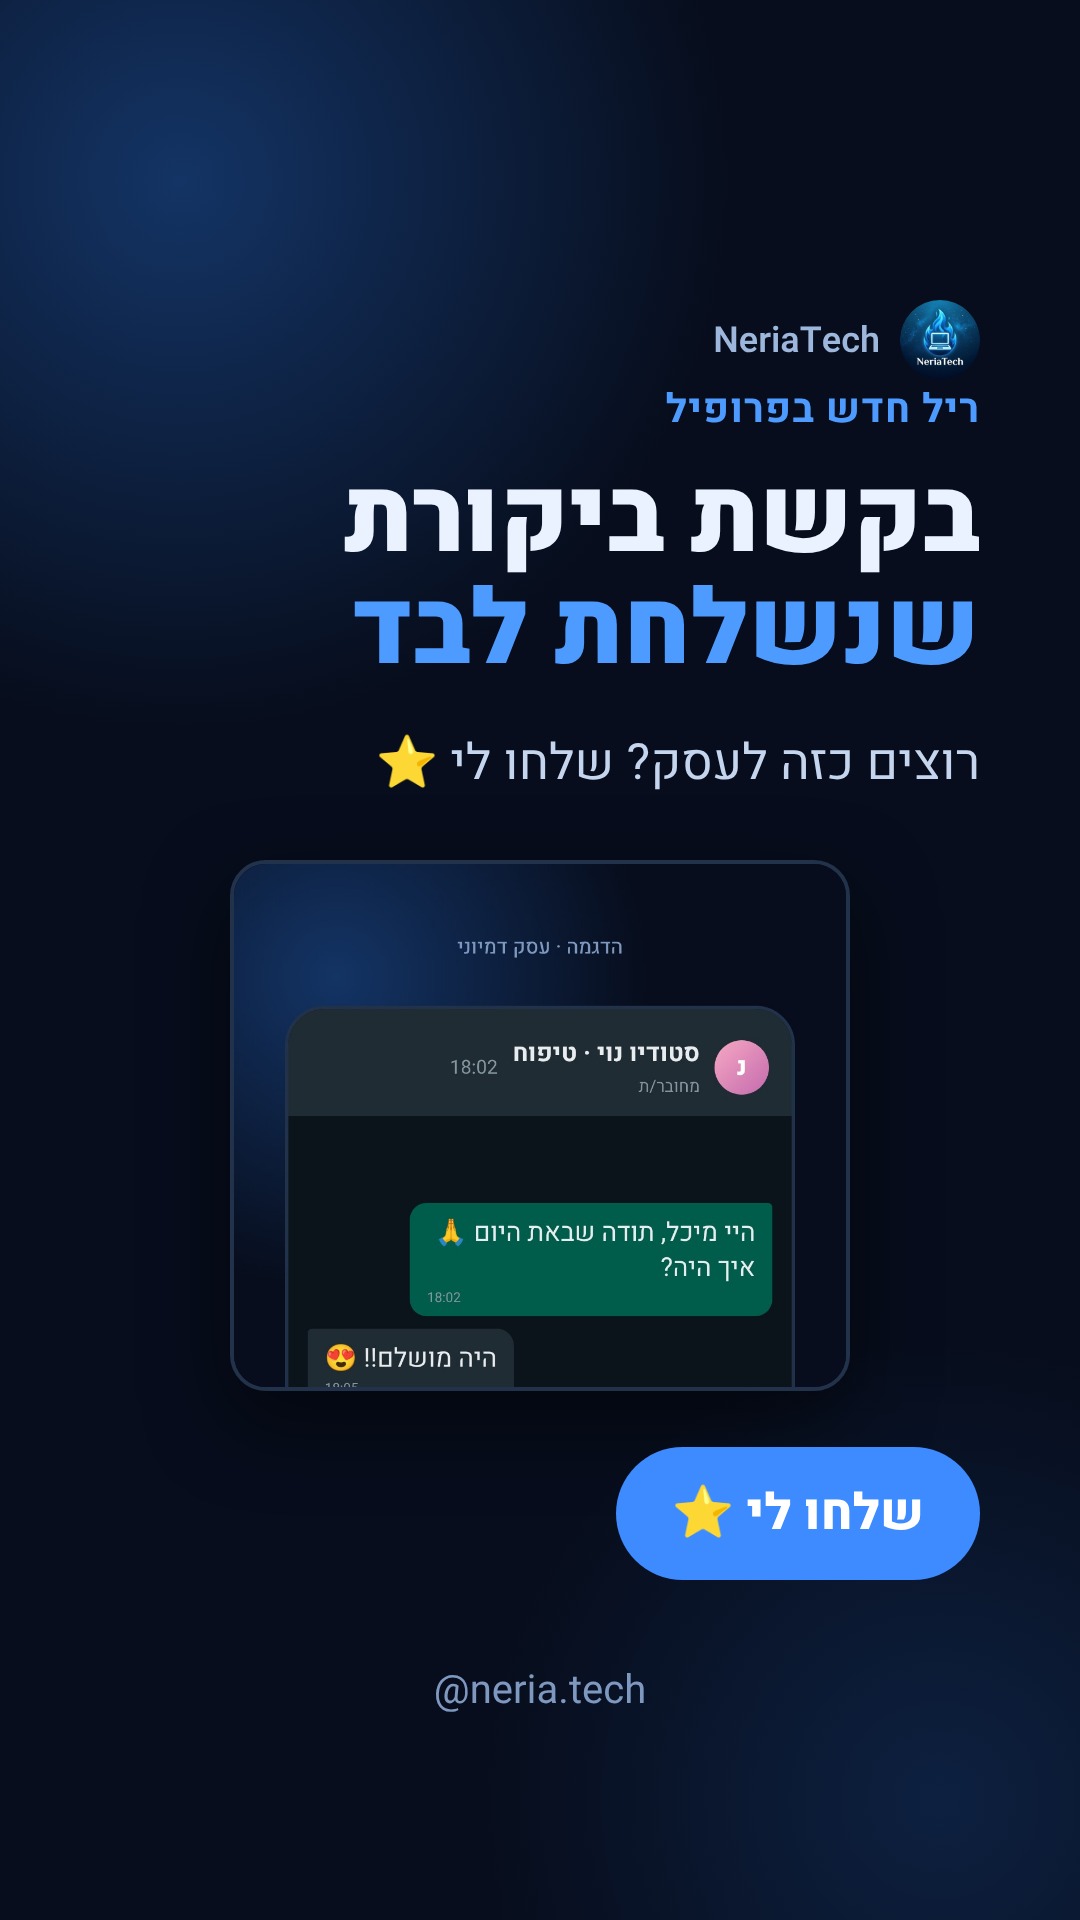 NeriaTech
NeriaTech
ריל חדש בפרופיל
בקשת ביקורת
שנשלחת לבד
רוצים כזה לעסק? שלחו לי ⭐
הדגמה · עסק דמיוני
נ
סטודיו נוי · טיפוח
18:02
מחובר/ת
היי מיכל, תודה שבאת היום 🙏
איך היה?
18:02
היה מושלם!! 😍
18:05
שלחו לי ⭐
@neria.tech